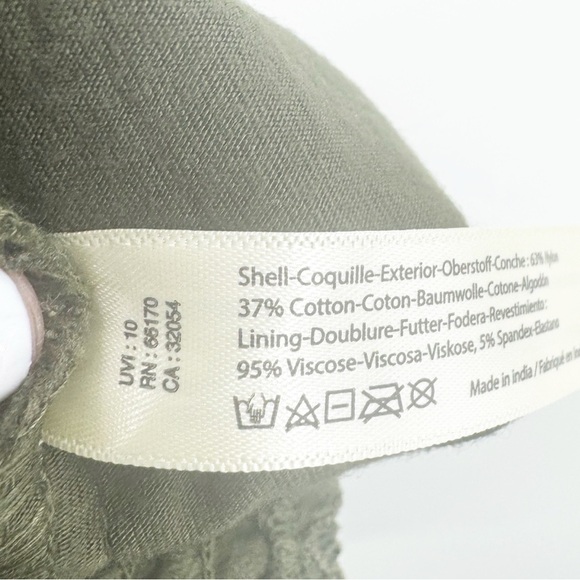 UVI : 10
RN : 66170
CA : 32054
Shell-Coquille-Exterior-Oberstoff-Conche : 63% Nylon
37% Cotton-Coton-Baumwolle-Cotone-Algodón
Lining-Doublure-Futter-Fodera-Revestimiento :
95% Viscose-Viscosa-Viskose, 5% Spandex-Elastano
Made in india / Fabriqué en